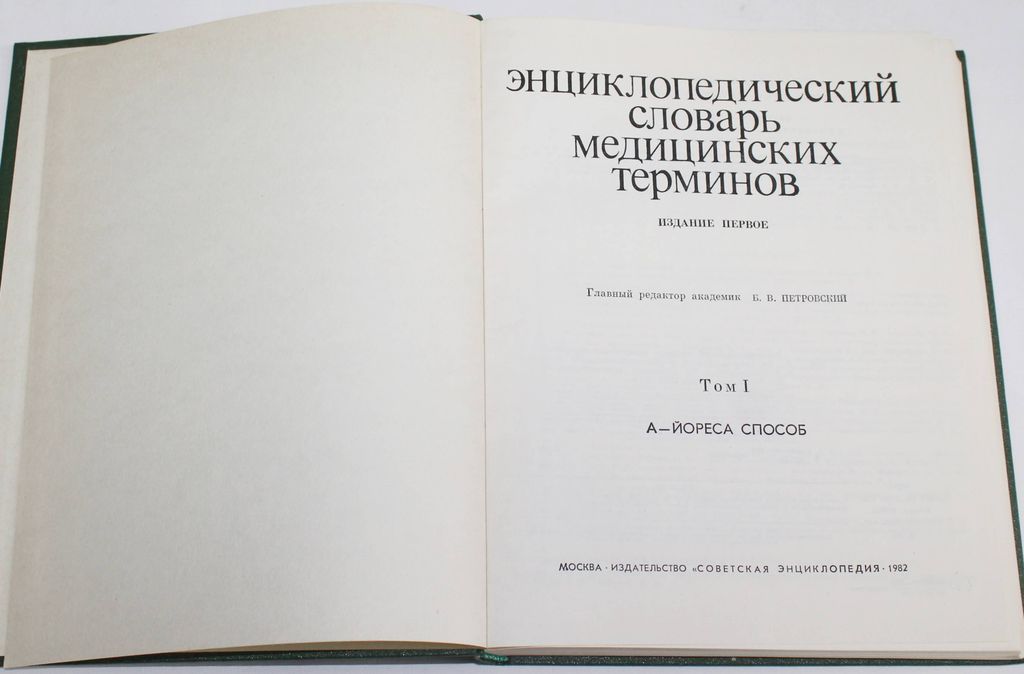 энциклопедический
словарь
медицинских
терминов
ИЗДАНИЕ ПЕРВОЕ
Главный редактор академик Б. В. ПЕТРОВСКИЙ
Том I
А—ЙОРЕСА СПОСОБ
МОСКВА · ИЗДАТЕЛЬСТВО «СОВЕТСКАЯ ЭНЦИКЛОПЕДИЯ · 1982